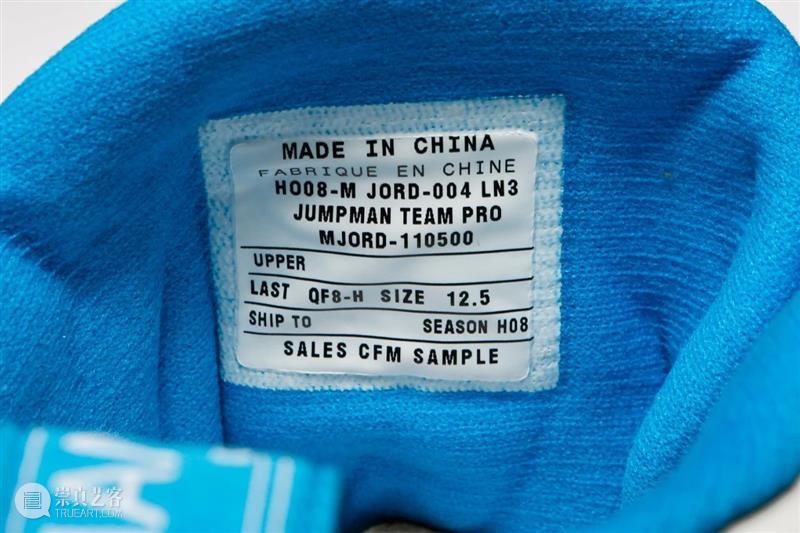 MADE IN CHINA
FABRIQUE EN CHINE
HO08-M JORD-004 LN3
JUMPMAN TEAM PRO
MJORD-110500
UPPER
LAST QF8-H SIZE 12.5
SHIP TO SEASON H08
SALES CFM SAMPLE
崇真艺客
TRUEART.COM